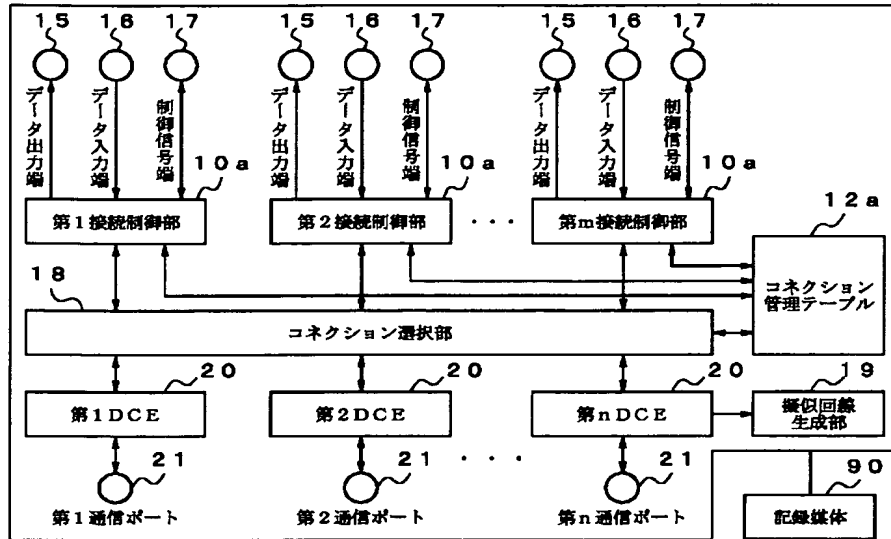 15 16 17 15 16 17 15 16 17
データ出力端 データ入力端 制御信号端 データ出力端 データ入力端 制御信号端 データ出力端 データ入力端 制御信号端
10a 10a 10a
12a
第1接続制御部 第2接続制御部 ・・・ 第m接続制御部
コネクション
管理テーブル
18
コネクション選択部
20 20 20 19
第1DCE 第2DCE 第nDCE
擬似回線
生成部
21 21 ・・・ 21
第1通信ポート 第2通信ポート 第n通信ポート
90
記録媒体